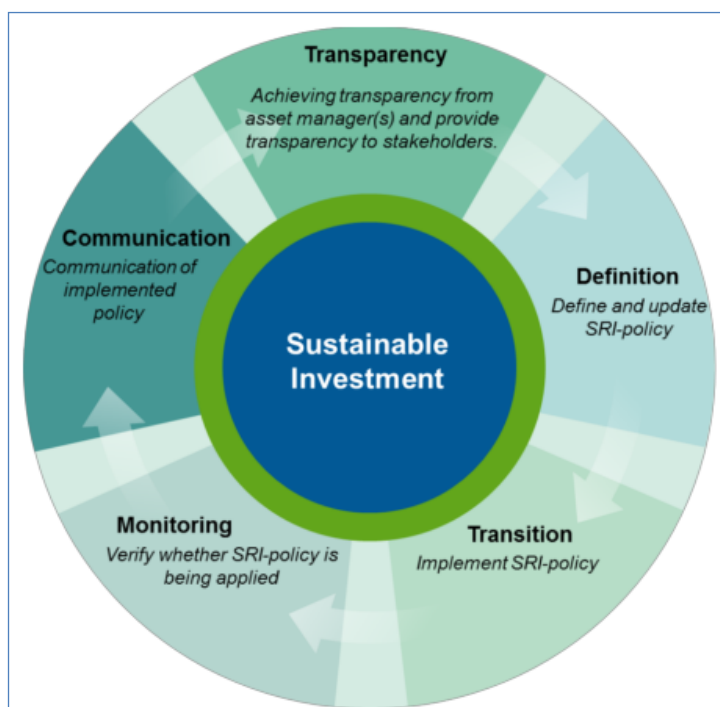 Transparency
Achieving transparency from
asset manager(s) and provide
transparency to stakeholders.
Definition
Define and update
SRI-policy
Transition
Implement SRI-policy
Monitoring
Verify whether SRI-policy is
being applied
Communication
Communication of
implemented
policy
Sustainable
Investment